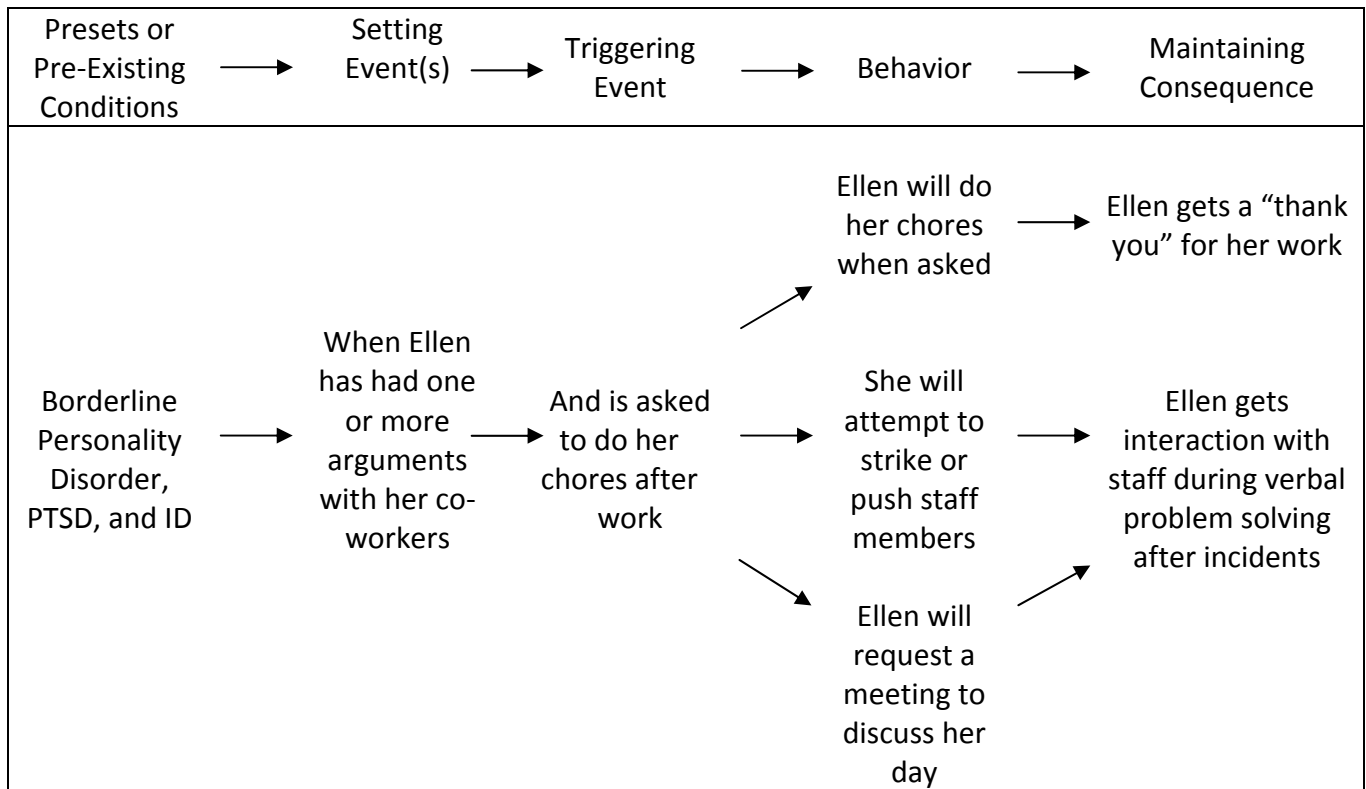 Presets or
Pre-Existing
Conditions
Setting
Event(s)
Triggering
Event
Behavior
Maintaining
Consequence
Ellen will do
her chores
when asked
Ellen gets a “thank
you” for her work
Borderline
Personality
Disorder,
PTSD, and ID
When Ellen
has had one
or more
arguments
with her co-
workers
And is asked
to do her
chores after
work
She will
attempt to
strike or
push staff
members
Ellen gets
interaction with
staff during verbal
problem solving
after incidents
Ellen will
request a
meeting to
discuss her
day